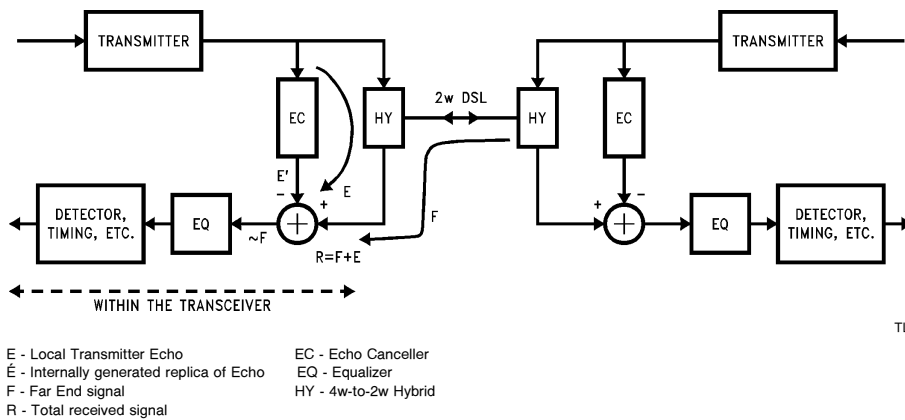 TRANSMITTER
TRANSMITTER
2w DSL
EC
HY
HY
EC
E'
-
+
E
F
+
-
DETECTOR,
TIMING, ETC.
EQ
+
~F
R=F+E
+
EQ
DETECTOR,
TIMING, ETC.
WITHIN THE TRANSCEIVER
TL
E - Local Transmitter Echo
EC - Echo Canceller
É - Internally generated replica of Echo
EQ - Equalizer
F - Far End signal
HY - 4w-to-2w Hybrid
R - Total received signal